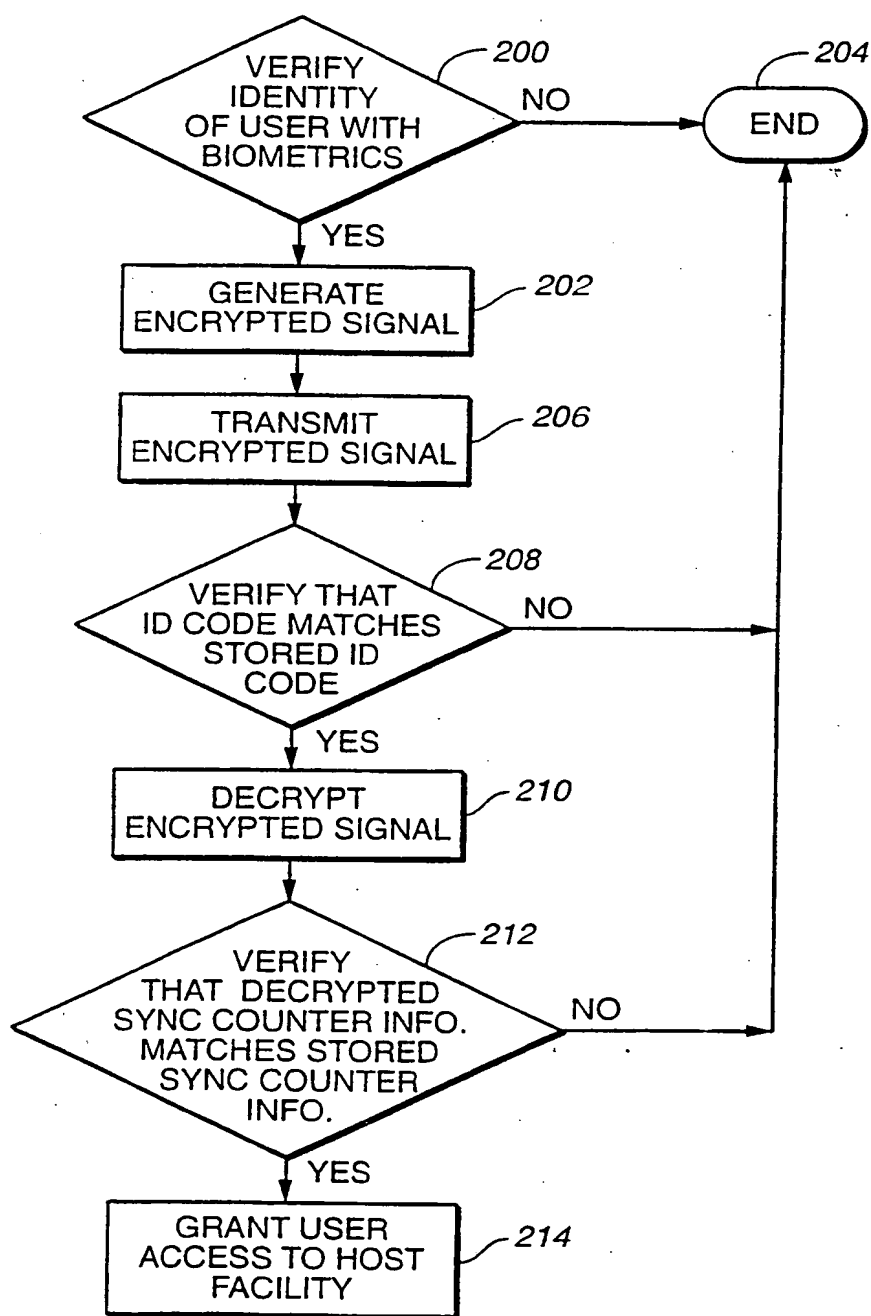 200
VERIFY
IDENTITY
OF USER WITH
BIOMETRICS
NO
204
END
YES
GENERATE
ENCRYPTED SIGNAL
202
TRANSMIT
ENCRYPTED SIGNAL
206
208
VERIFY THAT
ID CODE MATCHES
STORED ID
CODE
NO
YES
DECRYPT
ENCRYPTED SIGNAL
210
212
VERIFY
THAT DECRYPTED
SYNC COUNTER INFO.
MATCHES STORED
SYNC COUNTER
INFO.
NO
YES
GRANT USER
ACCESS TO HOST
FACILITY
214